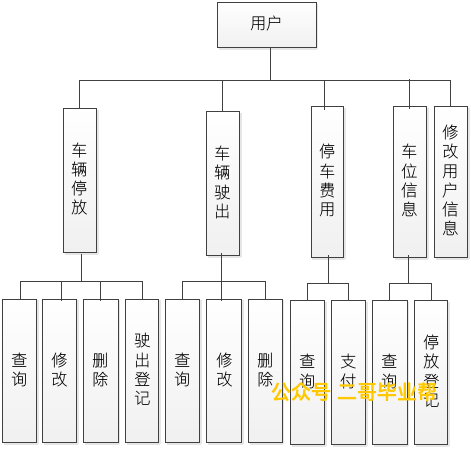 用户
车辆停放
车辆驶出
停车费用
车位信息
修改用户信息
查询
修改
删除
驶出登记
查询
修改
删除
查询
支付
查询
停放登记
公众号 二哥毕业帮